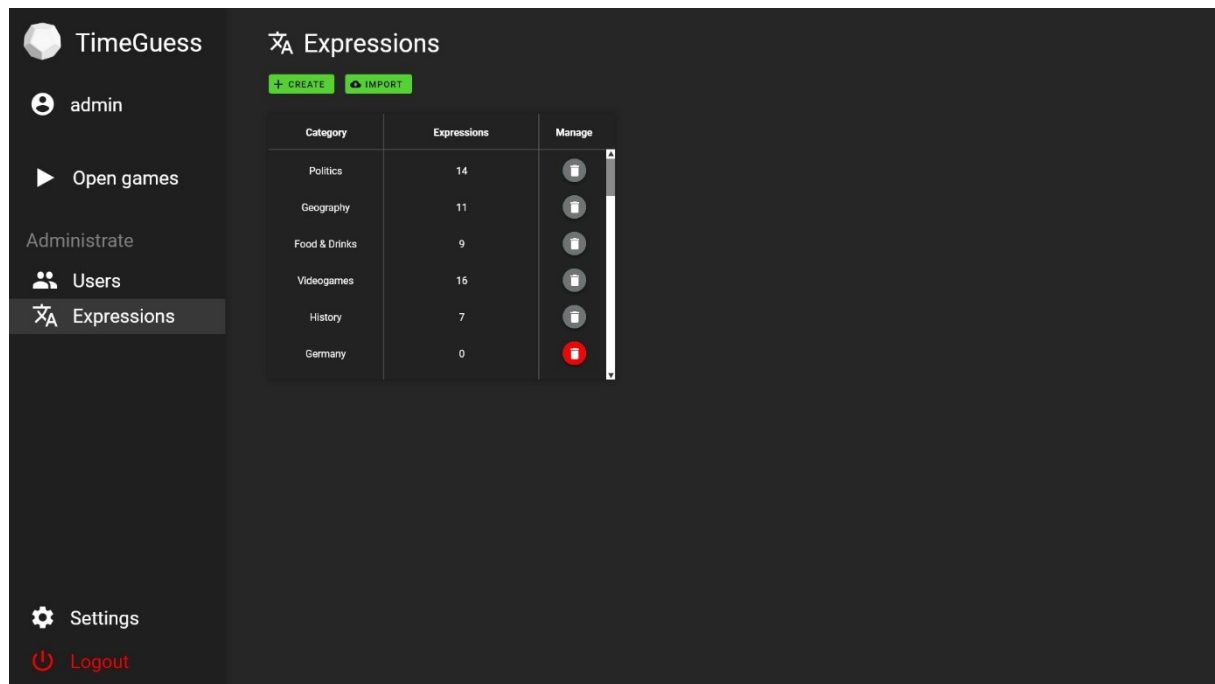 TimeGuess
admin
Open games
Administrate
Users
Expressions
Settings
Logout
Expressions
+ CREATE IMPORT
Category Expressions Manage
Politics 14
Geography 11
Food & Drinks 9
Videogames 16
History 7
Germany 0